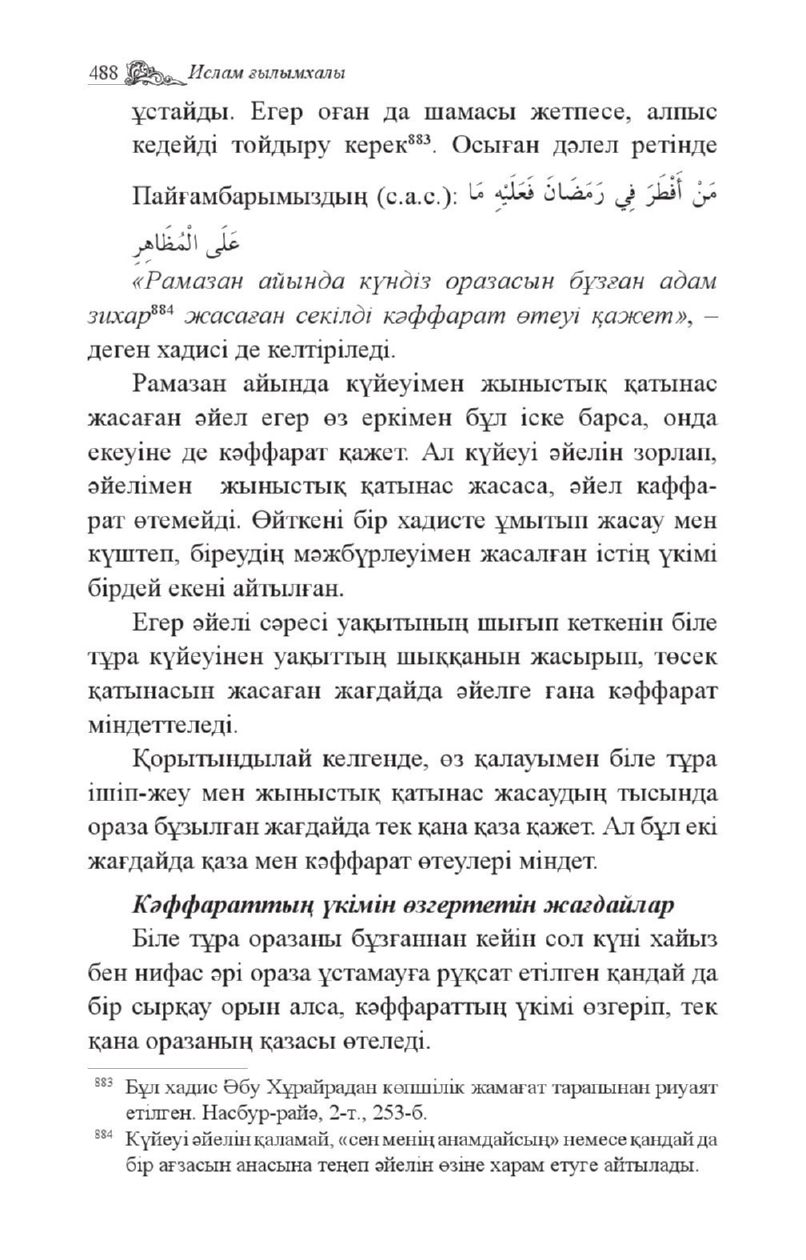 488 Ислам ғылымхалы
ұстайды. Егер оған да шамасы жетпесе, алпыс
кедейді тойдыру керек⁸⁸³. Осыған дәлел ретінде
Пайғамбарымыздың (с.а.с.): مَنْ أَفْطَرَ فِي رَمَضَانَ فَعَلَيْهِ مَا
عَلَى الْمُظَاهِرِ
«Рамазан айында күндіз оразасын бұзған адам
зихар⁸⁸⁴ жасаған секілді кәффарат өтеуі қажет», –
деген хадисі де келтіріледі.
Рамазан айында күйеуімен жыныстық қатынас
жасаған әйел егер өз еркімен бұл іске барса, онда
екеуіне де кәффарат қажет. Ал күйеуі әйелін зорлап,
әйелімен жыныстық қатынас жасаса, әйел каффа-
рат өтемейді. Өйткені бір хадисте ұмытып жасау мен
күштеп, біреудің мәжбүрлеуімен жасалған істің үкімі
бірдей екені айтылған.
Егер әйелі сәресі уақытының шығып кеткенін біле
тұра күйеуінен уақыттың шыққанын жасырып, төсек
қатынасын жасаған жағдайда әйелге ғана кәффарат
міндеттеледі.
Қорытындылай келгенде, өз қалауымен біле тұра
ішіп-жеу мен жыныстық қатынас жасаудың тысында
ораза бұзылған жағдайда тек қана қаза қажет. Ал бұл екі
жағдайда қаза мен кәффарат өтеулері міндет.
Кәффараттың үкімін өзгертетін жағдайлар
Біле тұра оразаны бұзғаннан кейін сол күні хайыз
бен нифас әрі ораза ұстамауға рұқсат етілген қандай да
бір сырқау орын алса, кәффараттың үкімі өзгеріп, тек
қана оразаның қазасы өтеледі.
⁸⁸³ Бұл хадис Әбу Хұрайрадан көпшілік жамағат тарапынан риуаят
етілген. Насбур-райә, 2-т., 253-б.
⁸⁸⁴ Күйеуі әйелін қаламай, «сен менің анамдайсың» немесе қандай да
бір ағзасын анасына теңеп әйелін өзіне харам етуге айтылады.